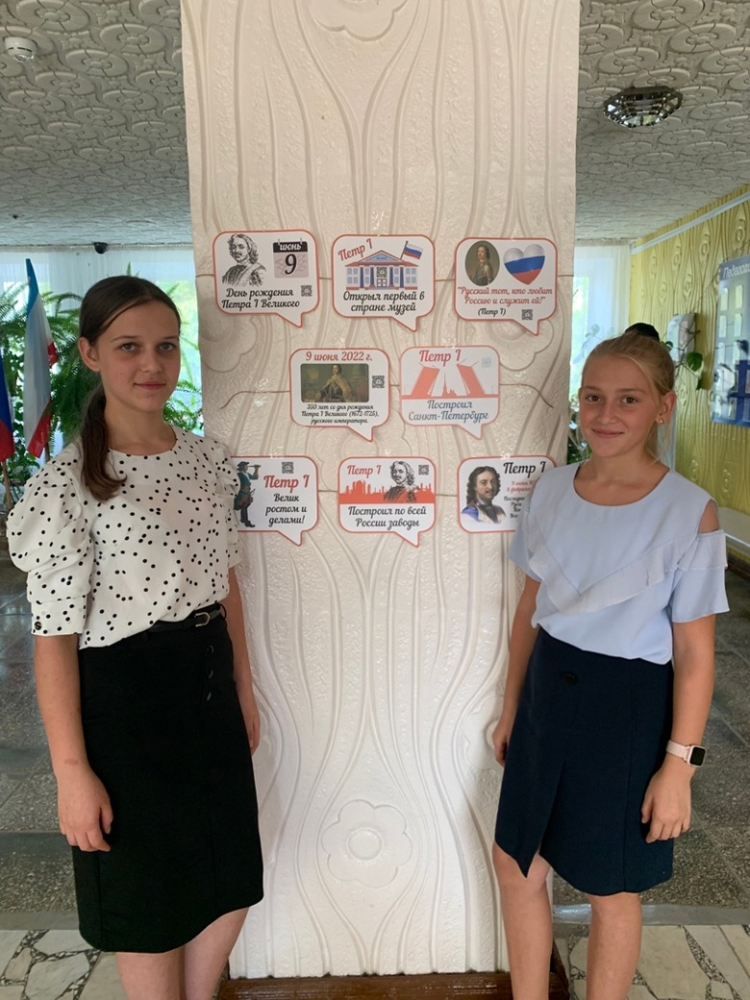 июнь
9
День рождения
Петра I Великого
Петр I
Открыл первый в
стране музей
"Русский тот, кто любит
Россию и служит ей!"
(Петр I)
9 июня 2022 г.
350 лет со дня рождения
Петра I Великого (1672-1725),
русского императора.
Петр I
Построил
Санкт-Петербург
Петр I
Велик
ростом и
делами!
Петр I
Построил по всей
России заводы
Петр I